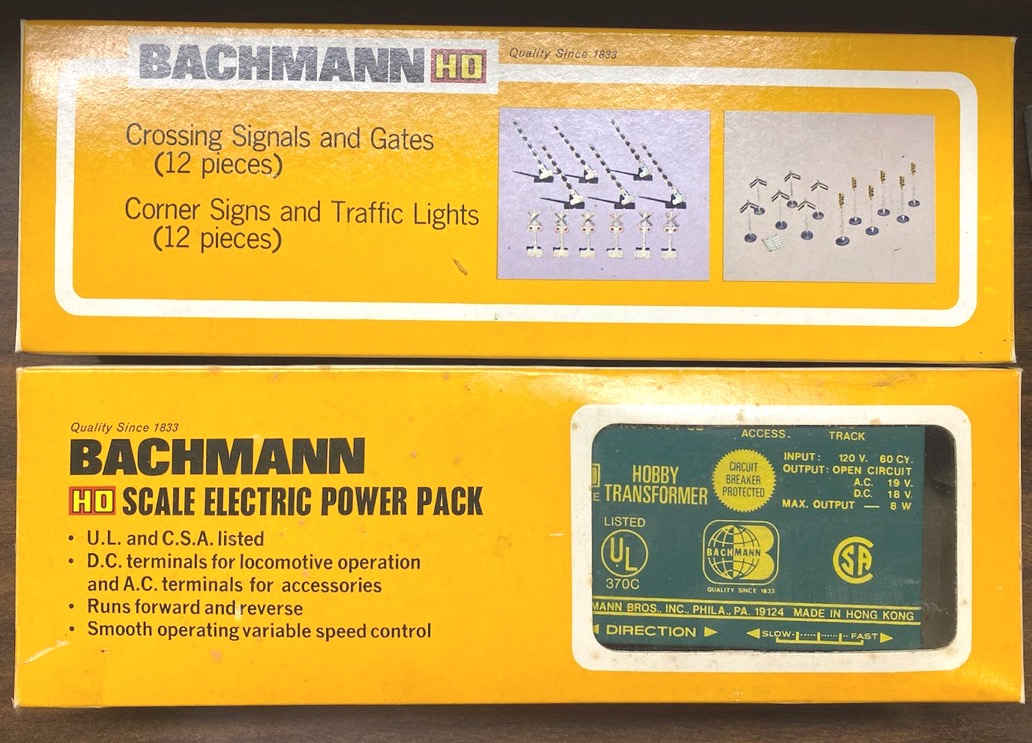 BACHMANN HO
Quality Since 1833
Crossing Signals and Gates
(12 pieces)
Corner Signs and Traffic Lights
(12 pieces)
Quality Since 1833
BACHMANN
HO SCALE ELECTRIC POWER PACK
• U.L. and C.S.A. listed
• D.C. terminals for locomotive operation
and A.C. terminals for accessories
• Runs forward and reverse
• Smooth operating variable speed control
ACCESS. TRACK
HOBBY
TRANSFORMER
CIRCUIT
BREAKER
PROTECTED
INPUT: 120 V. 60 CY.
OUTPUT: OPEN CIRCUIT
A.C. 19 V.
D.C. 18 V.
MAX. OUTPUT — 8 W
LISTED
UL
370C
BACHMANN
QUALITY SINCE 1833
SA
MANN BROS., INC., PHILA., PA. 19124 MADE IN HONG KONG
DIRECTION
SLOW FAST